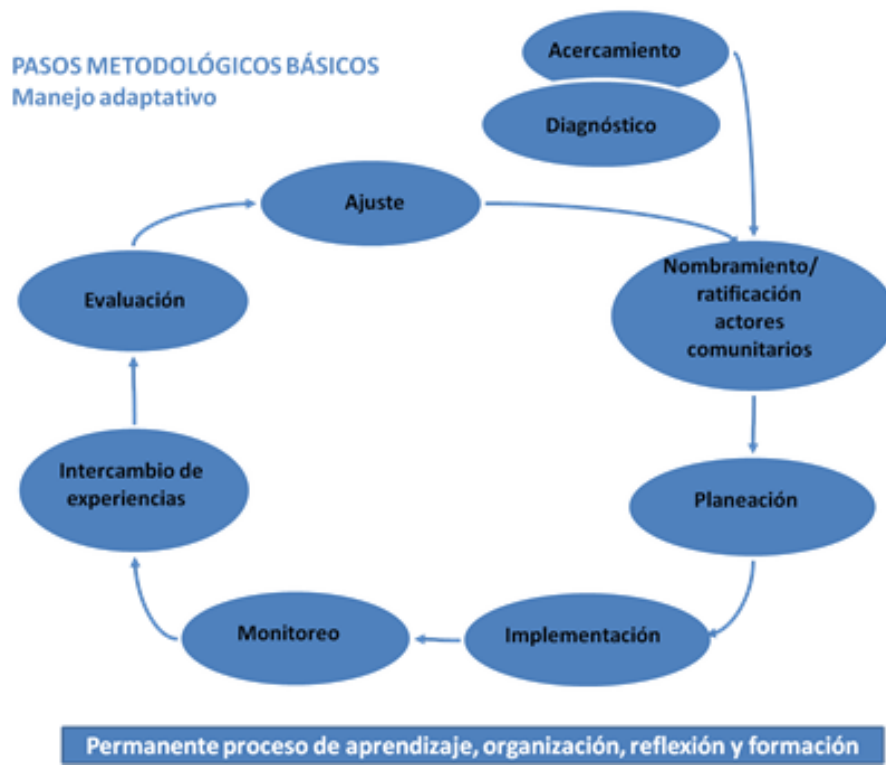 PASOS METODOLÓGICOS BÁSICOS
Manejo adaptativo
Acercamiento
Diagnóstico
Ajuste
Nombramiento/
ratificación
actores
comunitarios
Evaluación
Intercambio de
experiencias
Planeación
Monitoreo
Implementación
Permanente proceso de aprendizaje, organización, reflexión y formación